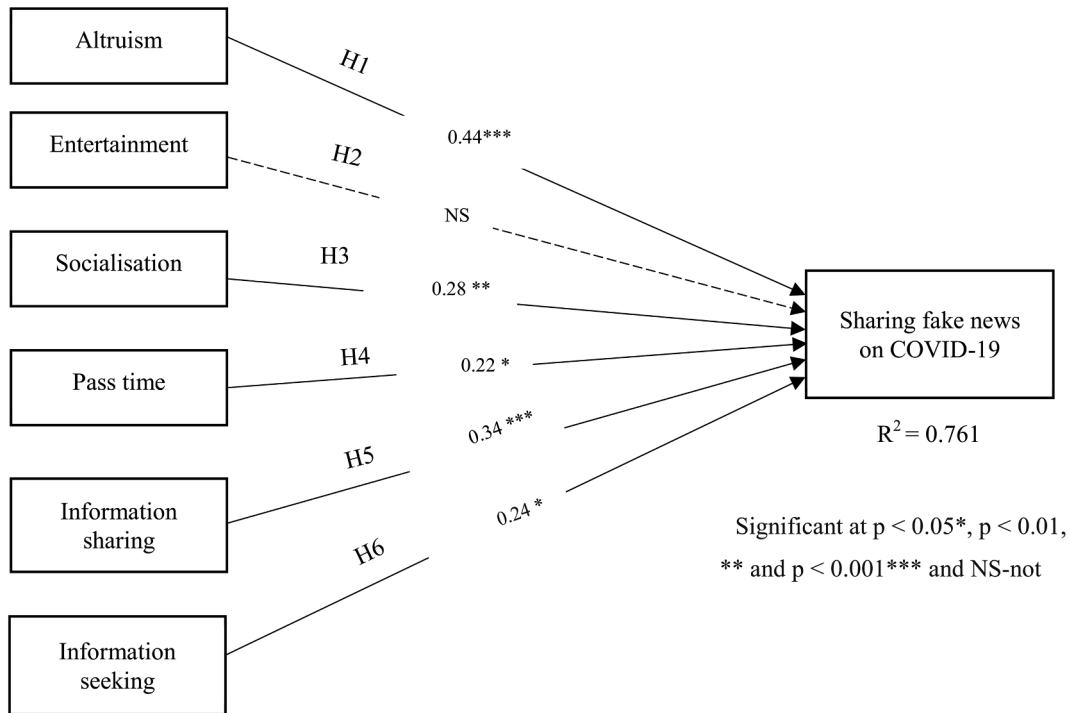 Altruism
H1
0.44***
Entertainment
H2
NS
Socialisation
H3
0.28 **
Pass time
H4
0.22 *
Information
sharing
H5
0.34 ***
Information
seeking
H6
0.24 *
Sharing fake news
on COVID-19
R² = 0.761
Significant at p < 0.05*, p < 0.01,
** and p < 0.001*** and NS-not